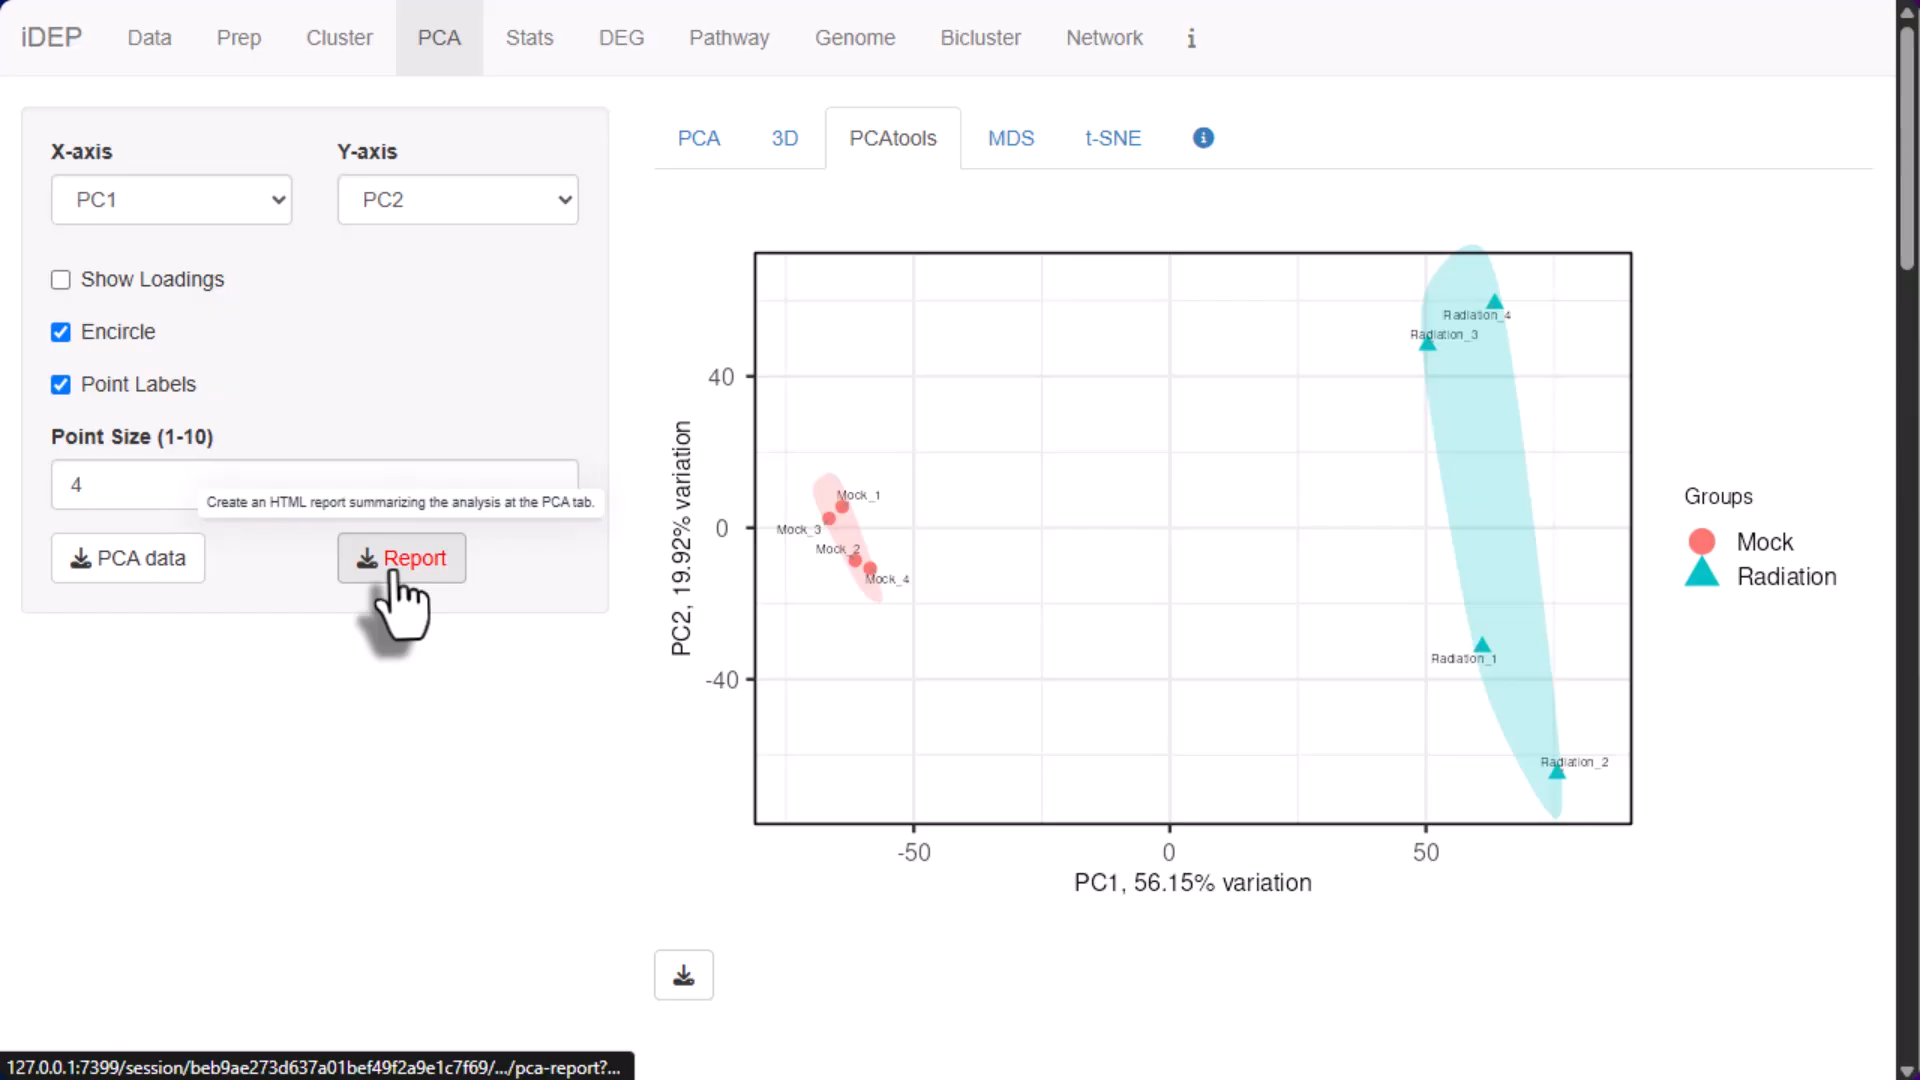 iDEP Data Prep Cluster PCA Stats DEG Pathway Genome Bicluster Network i
X-axis Y-axis
PC1 PC2
Show Loadings
Encircle
Point Labels
Point Size (1-10)
4
Create an HTML report summarizing the analysis at the PCA tab.
PCA data Report
PCA 3D PCAtools MDS t-SNE i
Radiation_4
Radiation_3
40
Mock_1
0
Mock_3
Mock_2
Mock_4
Radiation_1
-40
Radiation_2
PC2, 19.92% variation
-50 0 50
PC1, 56.15% variation
Groups
Mock
Radiation
127.0.0.1:7399/session/beb9ae273d637a01bef49f2a9e1c7f69/.../pca-report?...